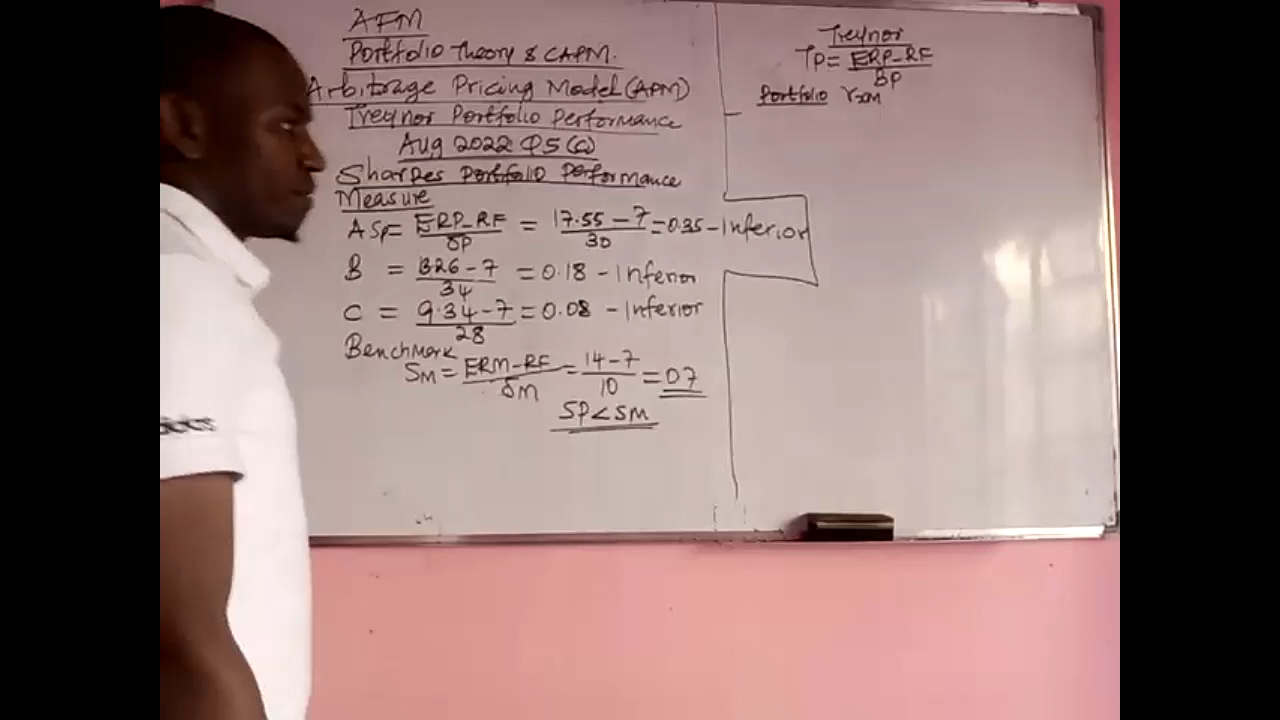 AFM
Portfolio Theory & CAPM.
Arbitrage Pricing Model (APM)
Treynor Portfolio Performance
Aug 2022 Q5 (c)
Sharpes Portfolio Performance
Measure
A Sp = ERP-RF / δP = 17.55 - 7 / 30 = 0.35 - Inferior
B = 13.26 - 7 / 34 = 0.18 - Inferior
C = 9.34 - 7 / 28 = 0.08 - Inferior
Benchmark
SM = ERM-RF / δM = 14 - 7 / 10 = 0.7
SP < SM
Treynor
TP = ERP-RF / BP
Portfolio